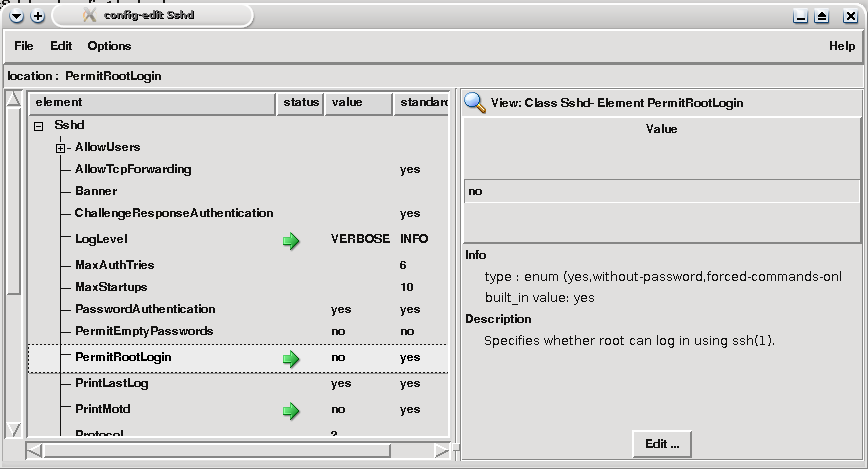 config-edit Sshd
File Edit Options Help
location : PermitRootLogin
element status value standard
Sshd
AllowUsers
AllowTcpForwarding yes
Banner
ChallengeResponseAuthentication yes
LogLevel VERBOSE INFO
MaxAuthTries 6
MaxStartups 10
PasswordAuthentication yes yes
PermitEmptyPasswords no no
PermitRootLogin no yes
PrintLastLog yes yes
PrintMotd no yes
Protocol 2
View: Class Sshd- Element PermitRootLogin
Value
no
Info
type : enum (yes,without-password,forced-commands-onl
built_in value: yes
Description
Specifies whether root can log in using ssh(1).
Edit ...